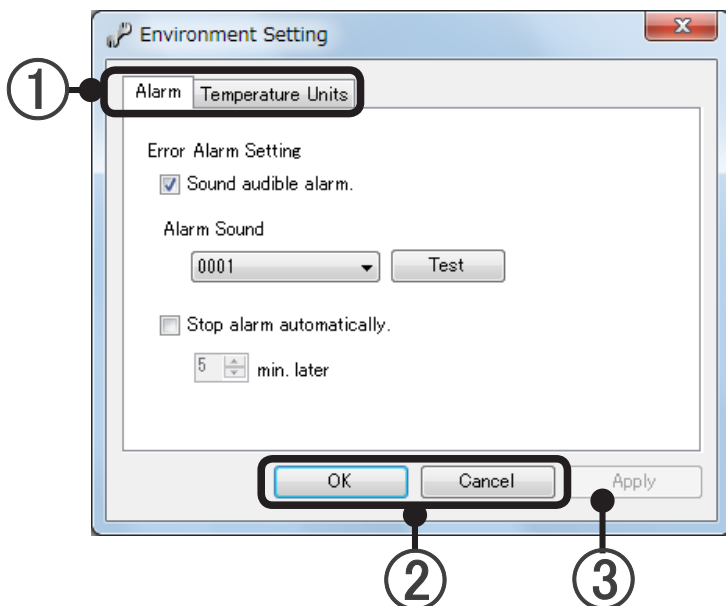 Environment Setting
①
Alarm Temperature Units
Error Alarm Setting
Sound audible alarm.
Alarm Sound
0001 Test
Stop alarm automatically.
5 min. later
OK Cancel Apply
② ③